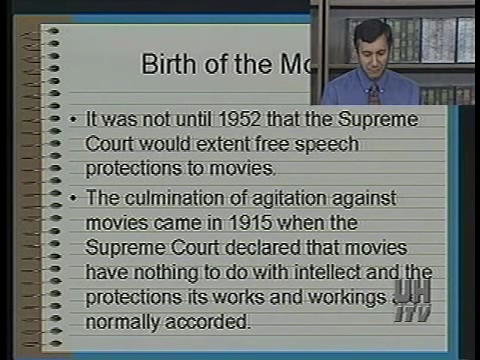 Birth of the Mo
• It was not until 1952 that the Supreme
Court would extent free speech
protections to movies.
• The culmination of agitation against
movies came in 1915 when the
Supreme Court declared that movies
have nothing to do with intellect and the
protections its works and workings a
normally accorded.
UH
ITV